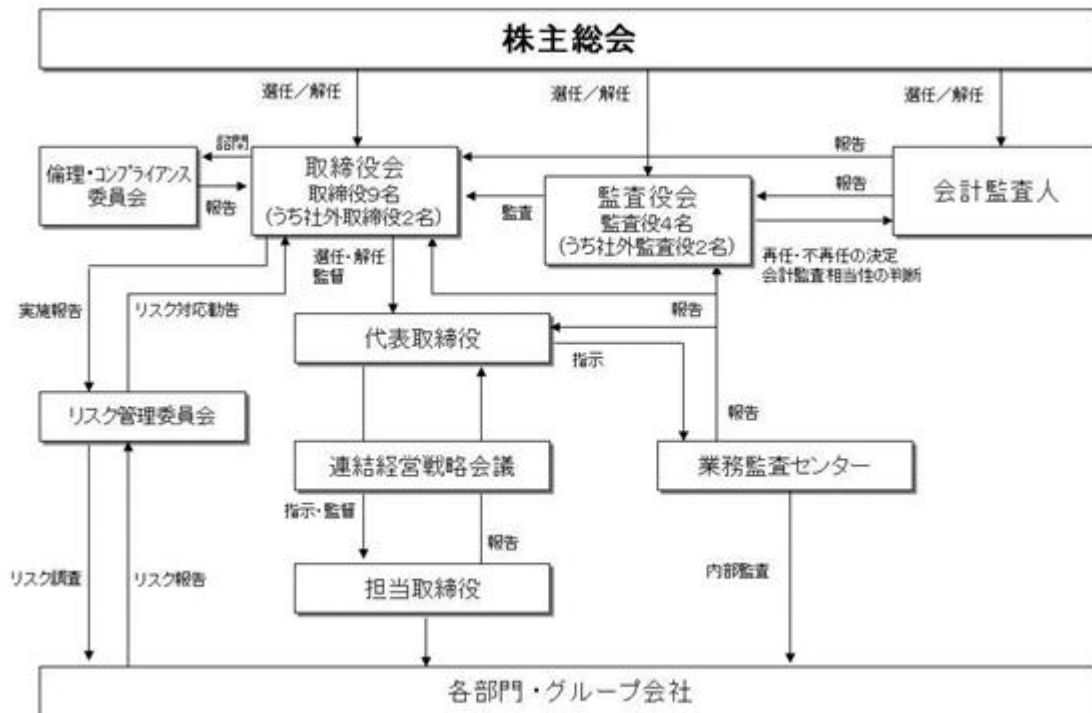 株主総会
選任／解任
選任／解任
選任／解任
諮問
報告
倫理・コンプライアンス
委員会
報告
取締役会
取締役9名
(うち社外取締役2名)
監査
監査役会
監査役4名
(うち社外監査役2名)
報告
会計監査人
再任・不再任の決定
会計監査相当性の判断
選任・解任
監督
実施報告
リスク対応勧告
代表取締役
報告
指示
リスク管理委員会
報告
連結経営戦略会議
業務監査センター
指示・監督
報告
リスク調査
リスク報告
担当取締役
内部監査
各部門・グループ会社